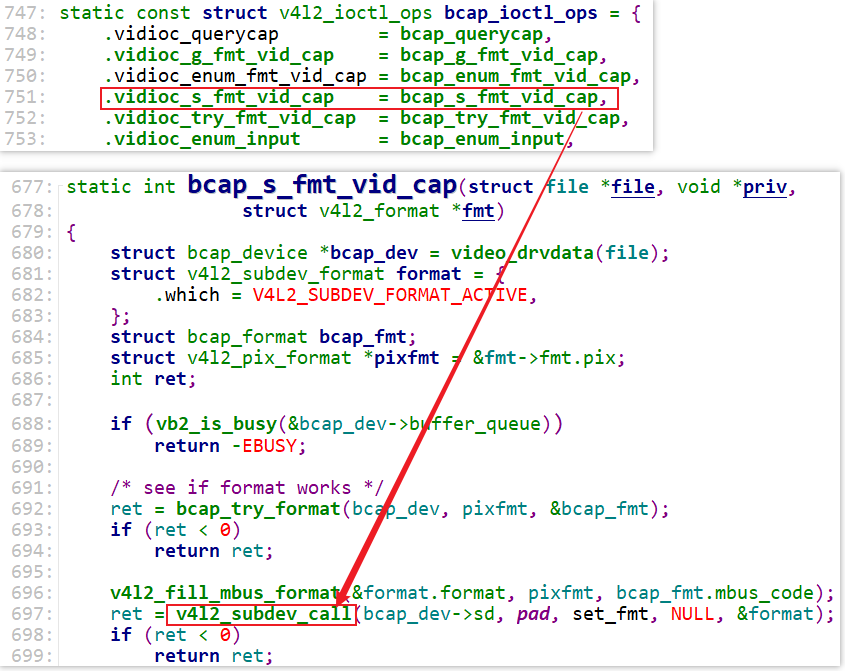 747: static const struct v4l2_ioctl_ops bcap_ioctl_ops = {
748:     .vidioc_querycap         = bcap_querycap,
749:     .vidioc_g_fmt_vid_cap    = bcap_g_fmt_vid_cap,
750:     .vidioc_enum_fmt_vid_cap = bcap_enum_fmt_vid_cap,
751:     .vidioc_s_fmt_vid_cap    = bcap_s_fmt_vid_cap,
752:     .vidioc_try_fmt_vid_cap  = bcap_try_fmt_vid_cap,
753:     .vidioc_enum_input       = bcap_enum_input,
677: static int bcap_s_fmt_vid_cap(struct file *file, void *priv,
678:                 struct v4l2_format *fmt)
679: {
680:     struct bcap_device *bcap_dev = video_drvdata(file);
681:     struct v4l2_subdev_format format = {
682:         .which = V4L2_SUBDEV_FORMAT_ACTIVE,
683:     };
684:     struct bcap_format bcap_fmt;
685:     struct v4l2_pix_format *pixfmt = &fmt->fmt.pix;
686:     int ret;
687:
688:     if (vb2_is_busy(&bcap_dev->buffer_queue))
689:         return -EBUSY;
690:
691:     /* see if format works */
692:     ret = bcap_try_format(bcap_dev, pixfmt, &bcap_fmt);
693:     if (ret < 0)
694:         return ret;
695:
696:     v4l2_fill_mbus_format(&format.format, pixfmt, bcap_fmt.mbus_code);
697:     ret = v4l2_subdev_call(bcap_dev->sd, pad, set_fmt, NULL, &format);
698:     if (ret < 0)
699:         return ret;